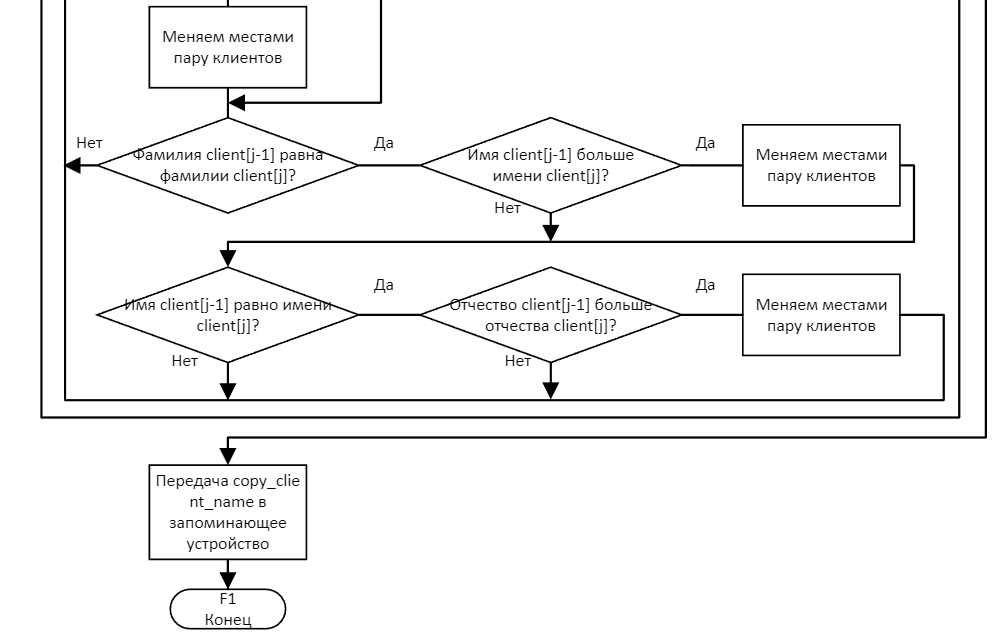 Меняем местами
пару клиентов
Нет
Фамилия client[j-1] равна
фамилии client[j]?
Да
Имя client[j-1] больше
имени client[j]?
Да
Нет
Меняем местами
пару клиентов
Имя client[j-1] равно имени
client[j]?
Нет
Да
Отчество client[j-1] больше
отчества client[j]?
Нет
Да
Меняем местами
пару клиентов
Передача copy_clie
nt_name в
запоминающее
устройство
F1
Конец